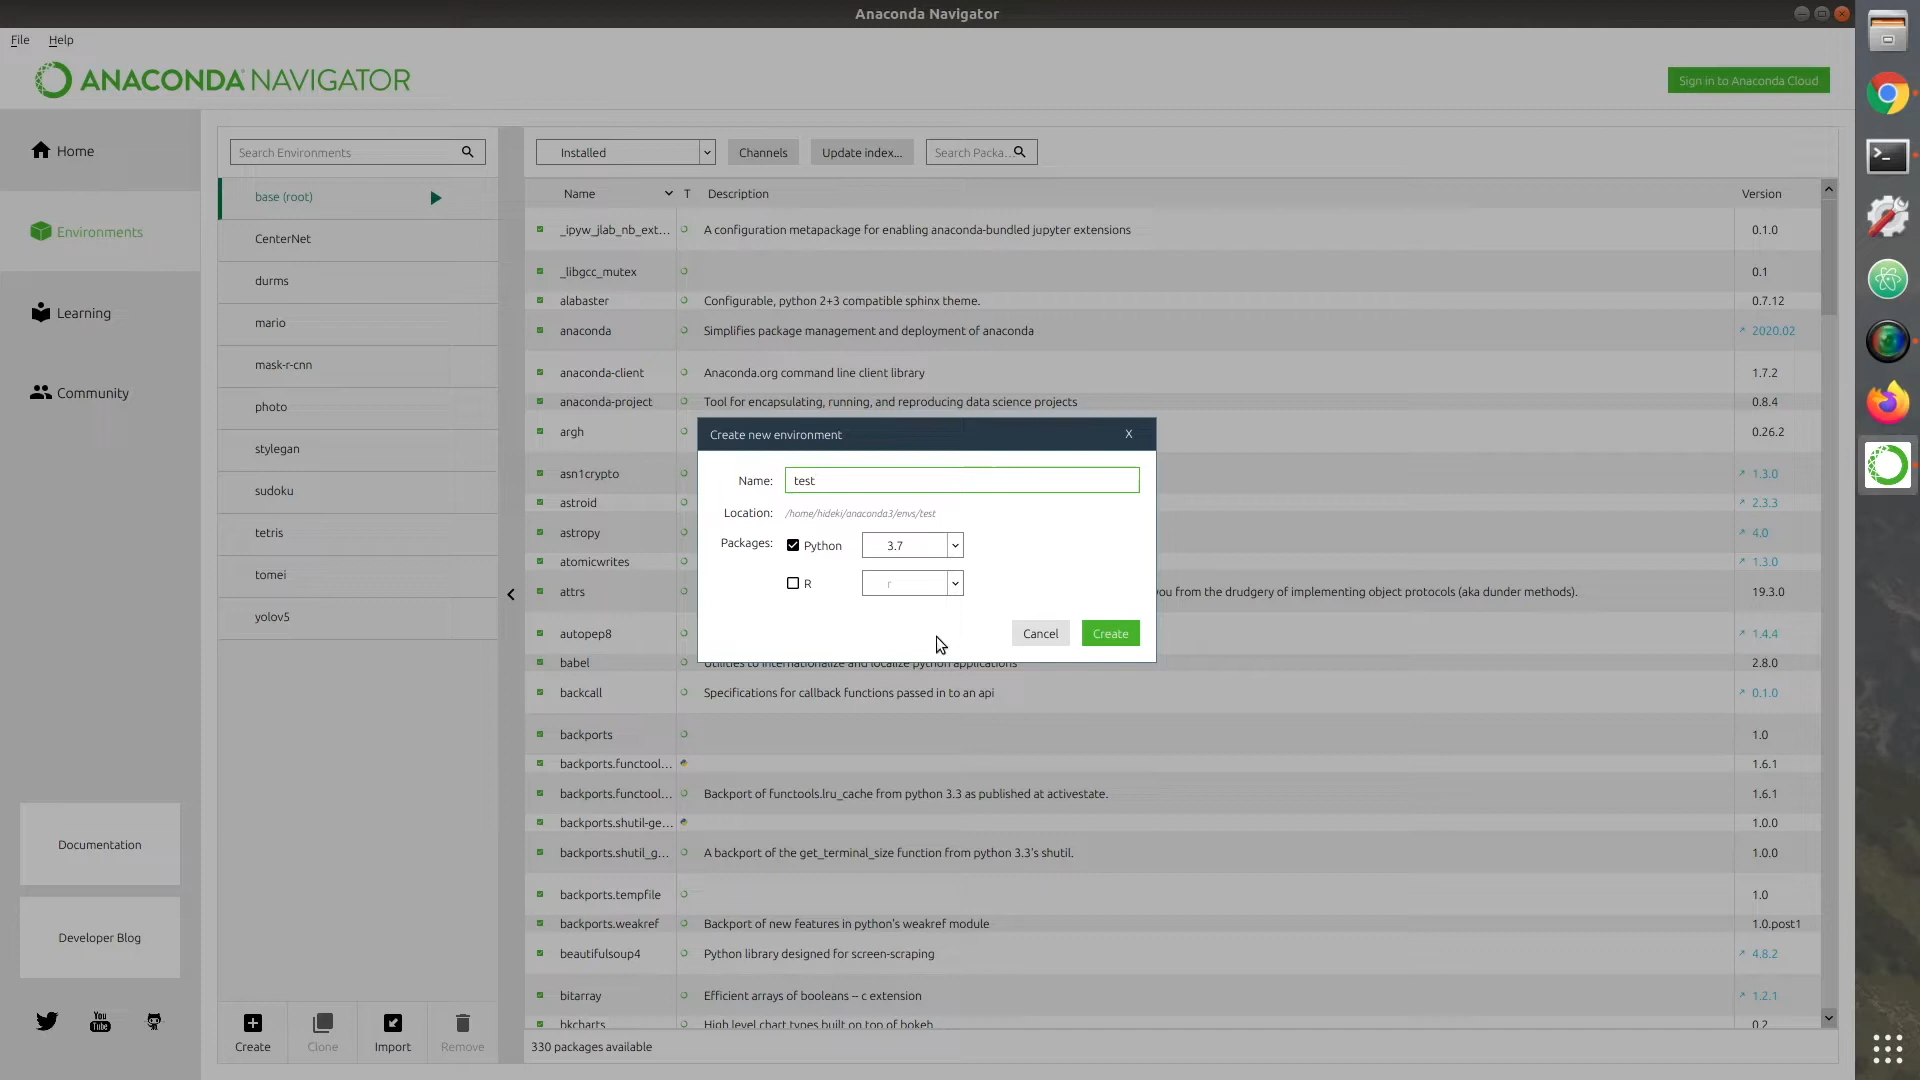 Anaconda Navigator
File Help
ANACONDA NAVIGATOR
Sign in to Anaconda Cloud
Home
Environments
Learning
Community
Documentation
Developer Blog
You Tube
Search Environments
base (root)
CenterNet
durms
mario
mask-r-cnn
photo
stylegan
sudoku
tetris
tomei
yolov5
Create Clone Import Remove
Installed Channels Update index... Search Packa...
Name T Description Version
_ipyw_jlab_nb_ext... A configuration metapackage for enabling anaconda-bundled jupyter extensions 0.1.0
_libgcc_mutex 0.1
alabaster Configurable, python 2+3 compatible sphinx theme. 0.7.12
anaconda Simplifies package management and deployment of anaconda 2020.02
anaconda-client Anaconda.org command line client library 1.7.2
anaconda-project Tool for encapsulating, running, and reproducing data science projects 0.8.4
argh 0.26.2
asn1crypto 1.3.0
astroid 2.3.3
astropy 4.0
atomicwrites 1.3.0
attrs you from the drudgery of implementing object protocols (aka dunder methods). 19.3.0
autopep8 1.4.4
babel Utilities to internationalize and localize python applications 2.8.0
backcall Specifications for callback functions passed in to an api 0.1.0
backports 1.0
backports.functool... 1.6.1
backports.functool... Backport of functools.lru_cache from python 3.3 as published at activestate. 1.6.1
backports.shutil-ge... 1.0.0
backports.shutil_g... A backport of the get_terminal_size function from python 3.3's shutil. 1.0.0
backports.tempfile 1.0
backports.weakref Backport of new features in python's weakref module 1.0.post1
beautifulsoup4 Python library designed for screen-scraping 4.8.2
bitarray Efficient arrays of booleans -- c extension 1.2.1
bkcharts High level chart types built on top of bokeh 0.2
330 packages available
Create new environment X
Name: test
Location: /home/hideki/anaconda3/envs/test
Packages: Python 3.7
R r
Cancel Create